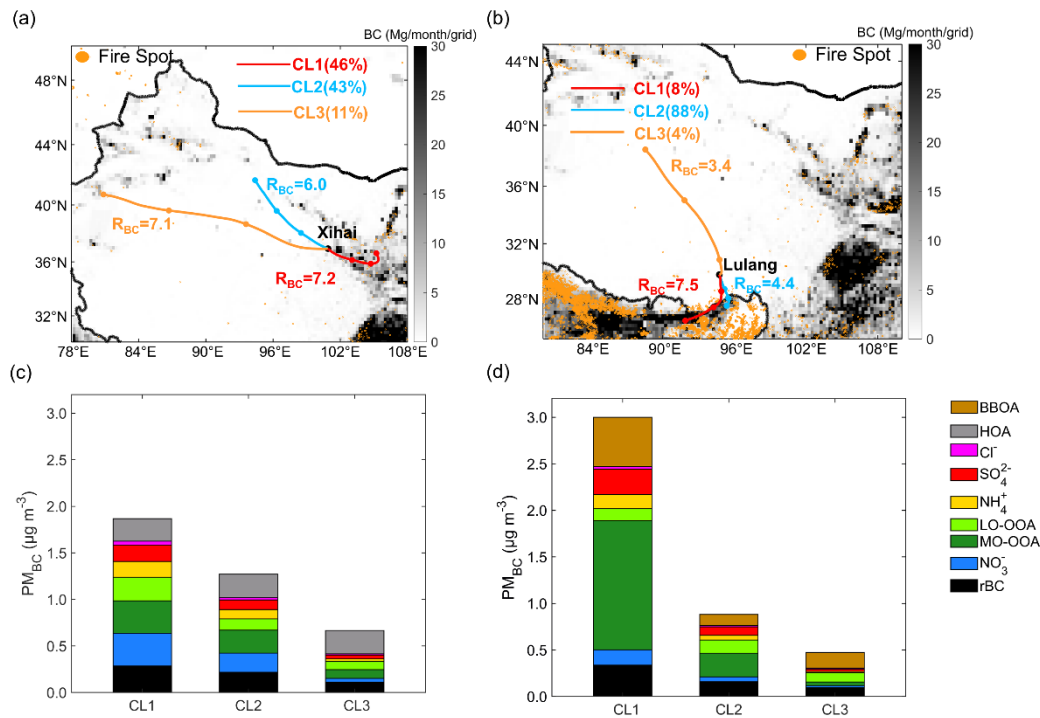 (a)
BC (Mg/month/grid)
Fire Spot
CL1(46%)
CL2(43%)
CL3(11%)
R_BC=6.0
R_BC=7.1
Xihai
R_BC=7.2
48°N
44°N
40°N
36°N
32°N
78°E 84°E 90°E 96°E 102°E 108°E
30
25
20
15
10
5
0
(b)
BC (Mg/month/grid)
Fire Spot
CL1(8%)
CL2(88%)
CL3(4%)
R_BC=3.4
Lulang
R_BC=7.5
R_BC=4.4
44°N
40°N
36°N
32°N
28°N
84°E 90°E 96°E 102°E 108°E
30
25
20
15
10
5
0
(c)
PM_BC (µg m⁻³)
3.0
2.5
2.0
1.5
1.0
0.5
0.0
CL1 CL2 CL3
(d)
PM_BC (µg m⁻³)
3.0
2.5
2.0
1.5
1.0
0.5
0.0
CL1 CL2 CL3
BBOA
HOA
Cl⁻
SO₄²⁻
NH₄⁺
LO-OOA
MO-OOA
NO₃⁻
rBC